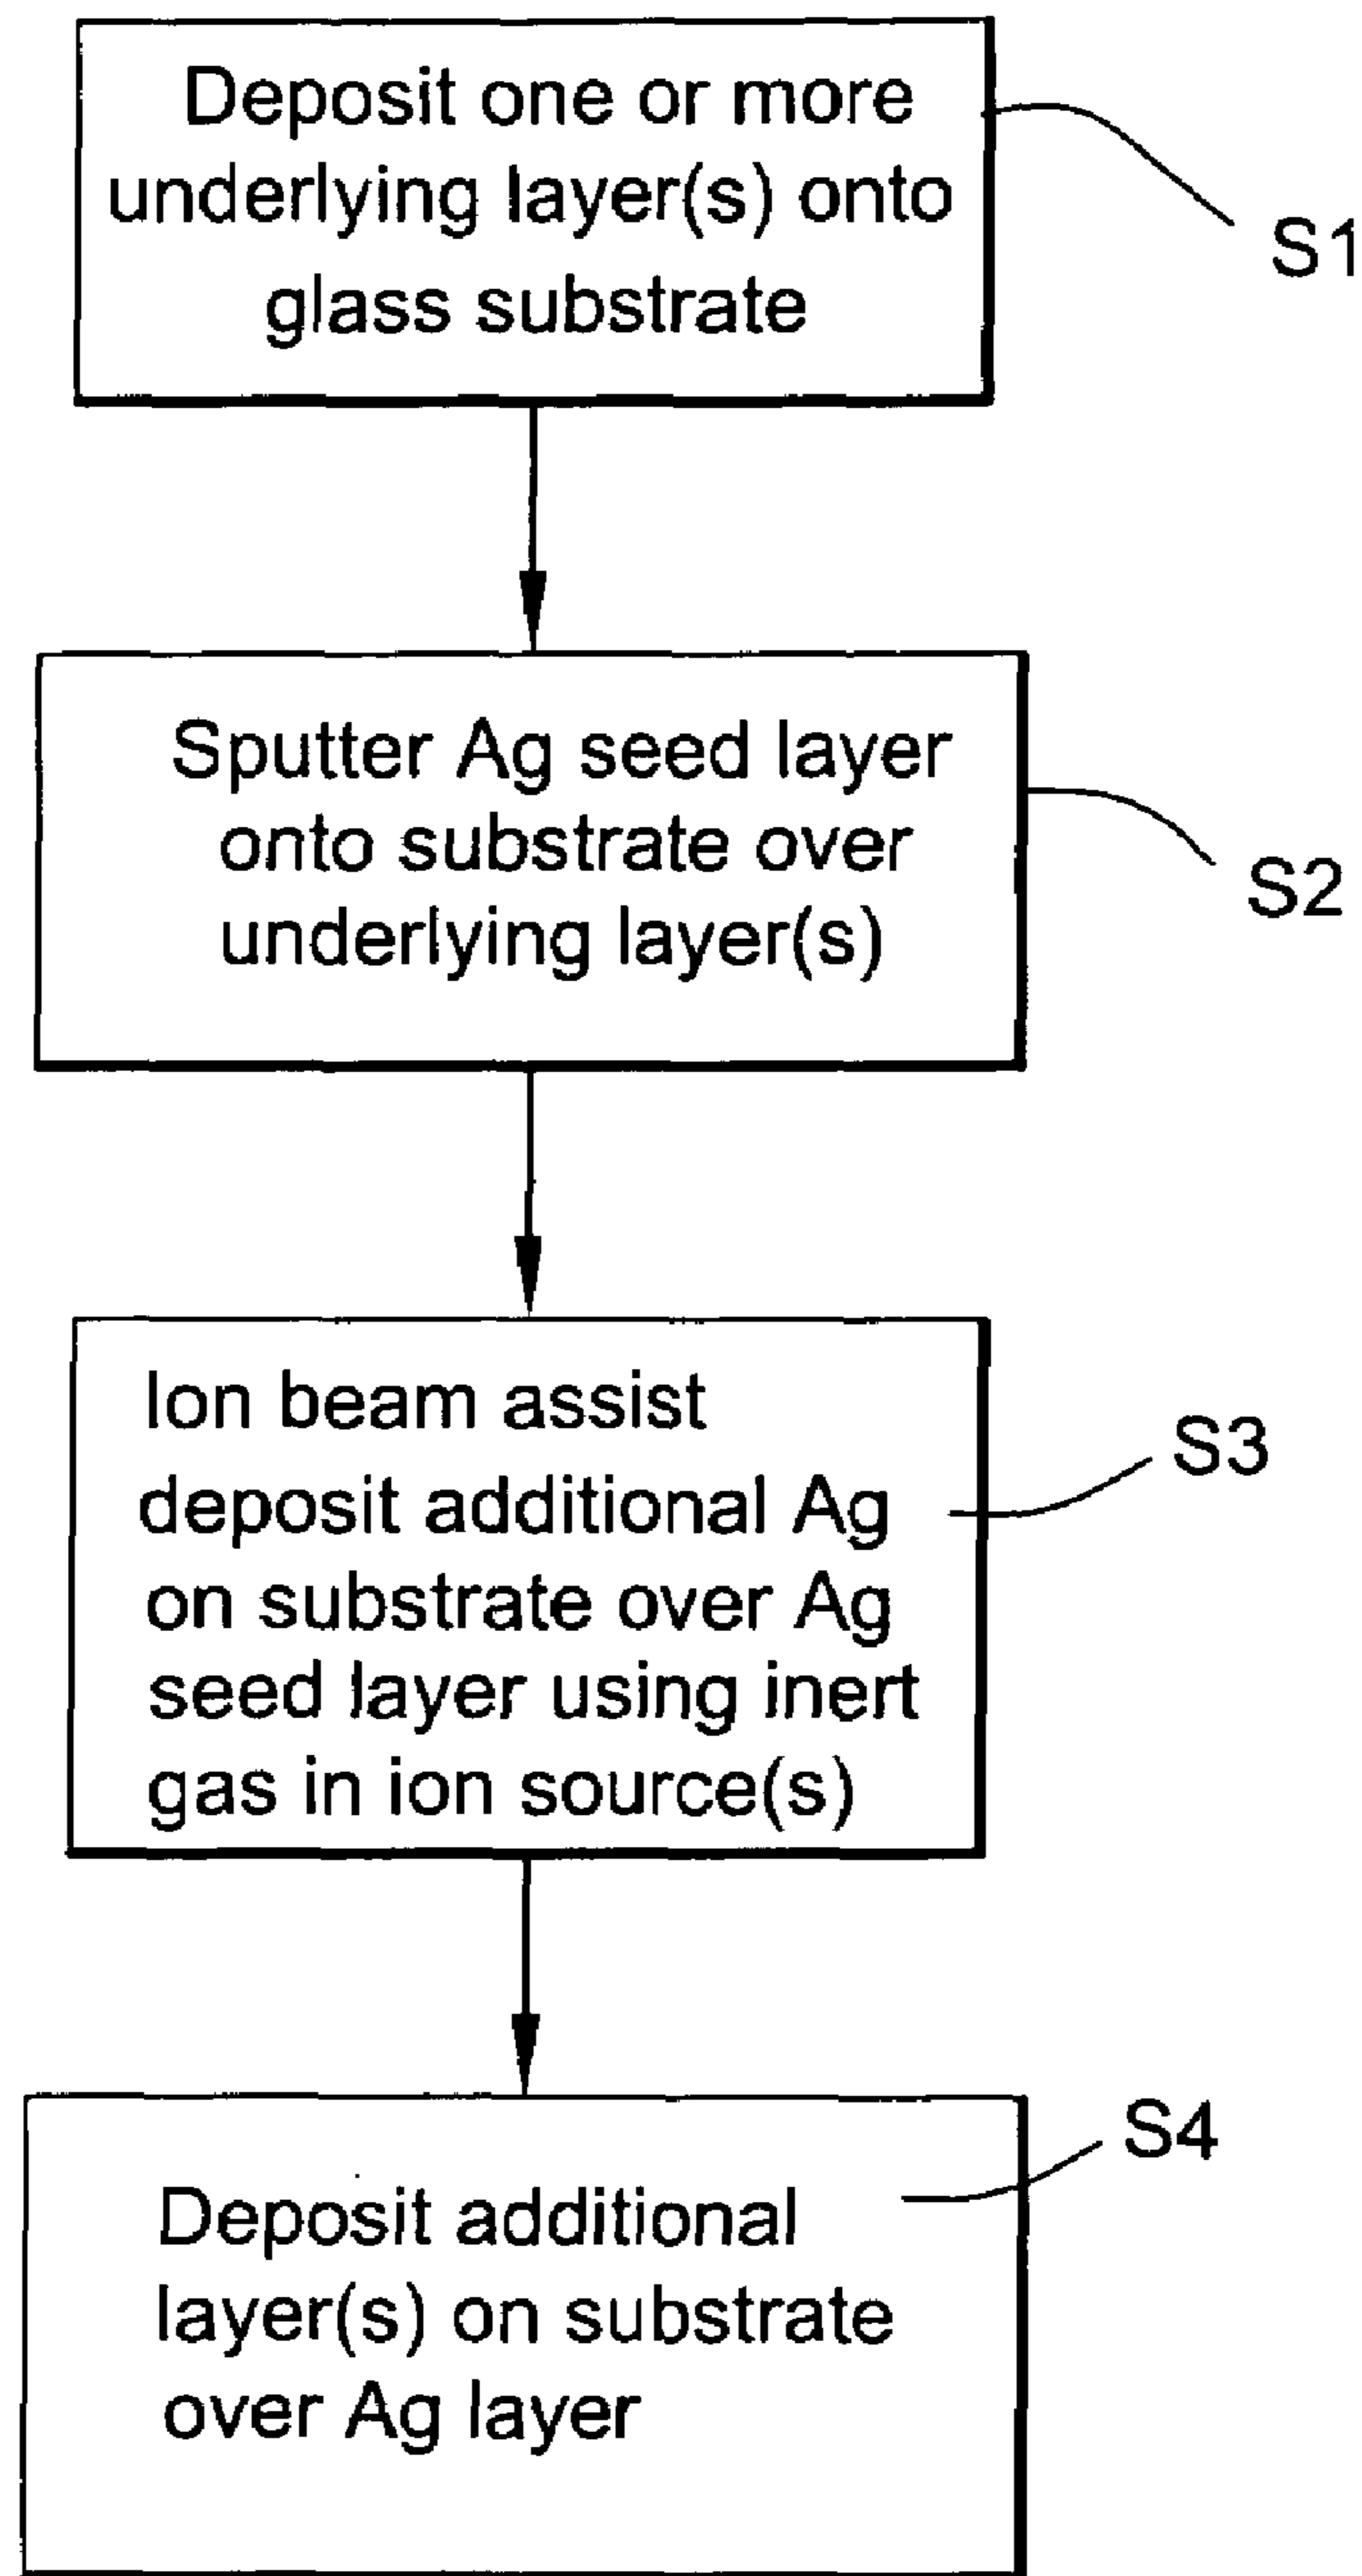 Deposit one or more
underlying layer(s) onto
glass substrate
S1
Sputter Ag seed layer
onto substrate over
underlying layer(s)
S2
Ion beam assist
deposit additional Ag
on substrate over Ag
seed layer using inert
gas in ion source(s)
S3
Deposit additional
layer(s) on substrate
over Ag layer
S4